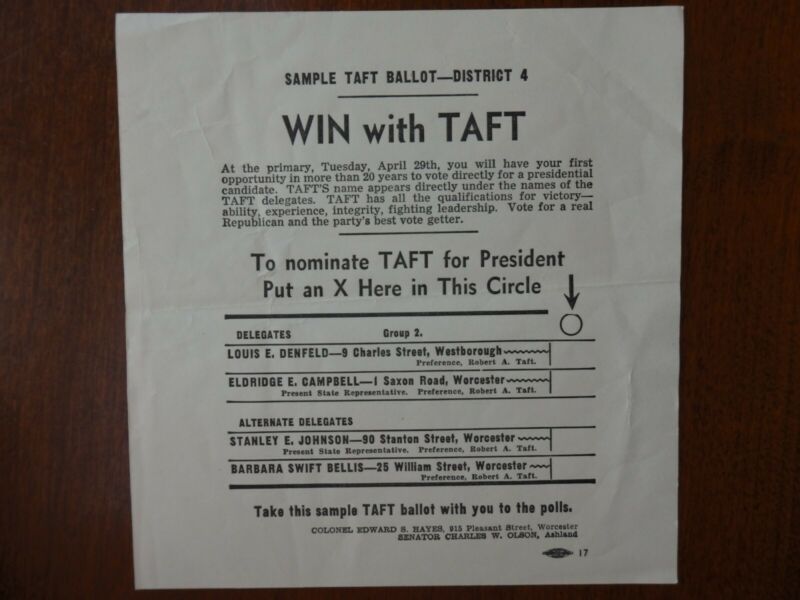 SAMPLE TAFT BALLOT—DISTRICT 4
WIN with TAFT
At the primary, Tuesday, April 29th, you will have your first
opportunity in more than 20 years to vote directly for a presidential
candidate. TAFT'S name appears directly under the names of the
TAFT delegates. TAFT has all the qualifications for victory—
ability, experience, integrity, fighting leadership. Vote for a real
Republican and the party's best vote getter.
To nominate TAFT for President
Put an X Here in This Circle
DELEGATES Group 2.
LOUIS E. DENFELD—9 Charles Street, Westborough
Preference, Robert A. Taft.
ELDRIDGE E. CAMPBELL—1 Saxon Road, Worcester
Present State Representative. Preference, Robert A. Taft.
ALTERNATE DELEGATES
STANLEY E. JOHNSON—90 Stanton Street, Worcester
Present State Representative. Preference, Robert A. Taft.
BARBARA SWIFT BELLIS—25 William Street, Worcester
Preference, Robert A. Taft.
Take this sample TAFT ballot with you to the polls.
COLONEL EDWARD S. HAYES, 915 Pleasant Street, Worcester
SENATOR CHARLES W. OLSON, Ashland
17